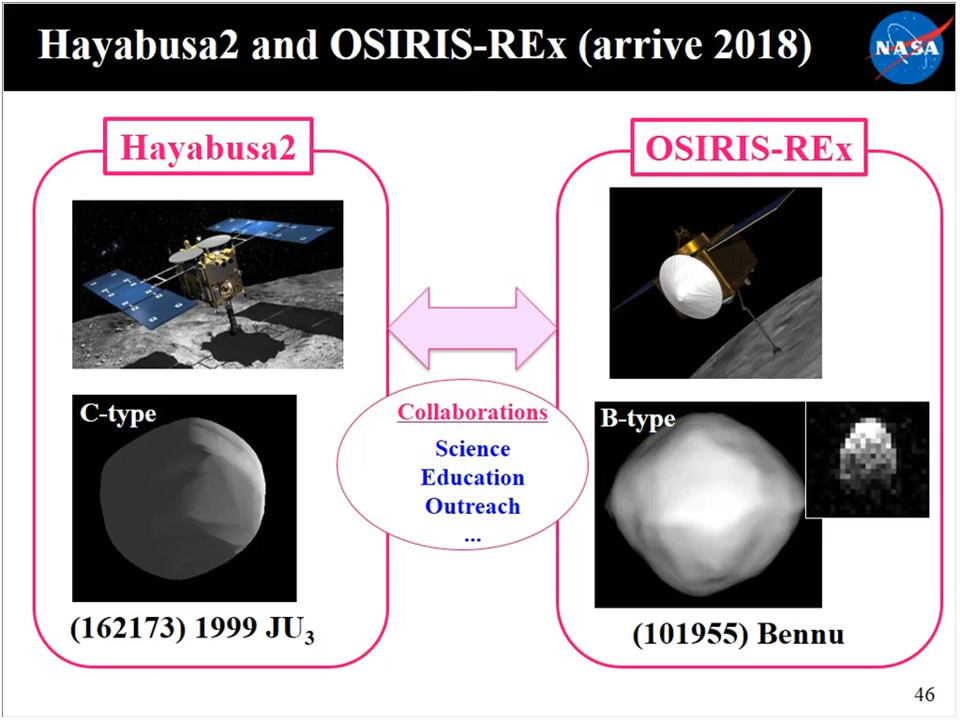 Hayabusa2 and OSIRIS-REx (arrive 2018)
NASA
Hayabusa2
OSIRIS-REx
C-type
Collaborations
Science
Education
Outreach
...
B-type
(162173) 1999 JU₃
(101955) Bennu
46